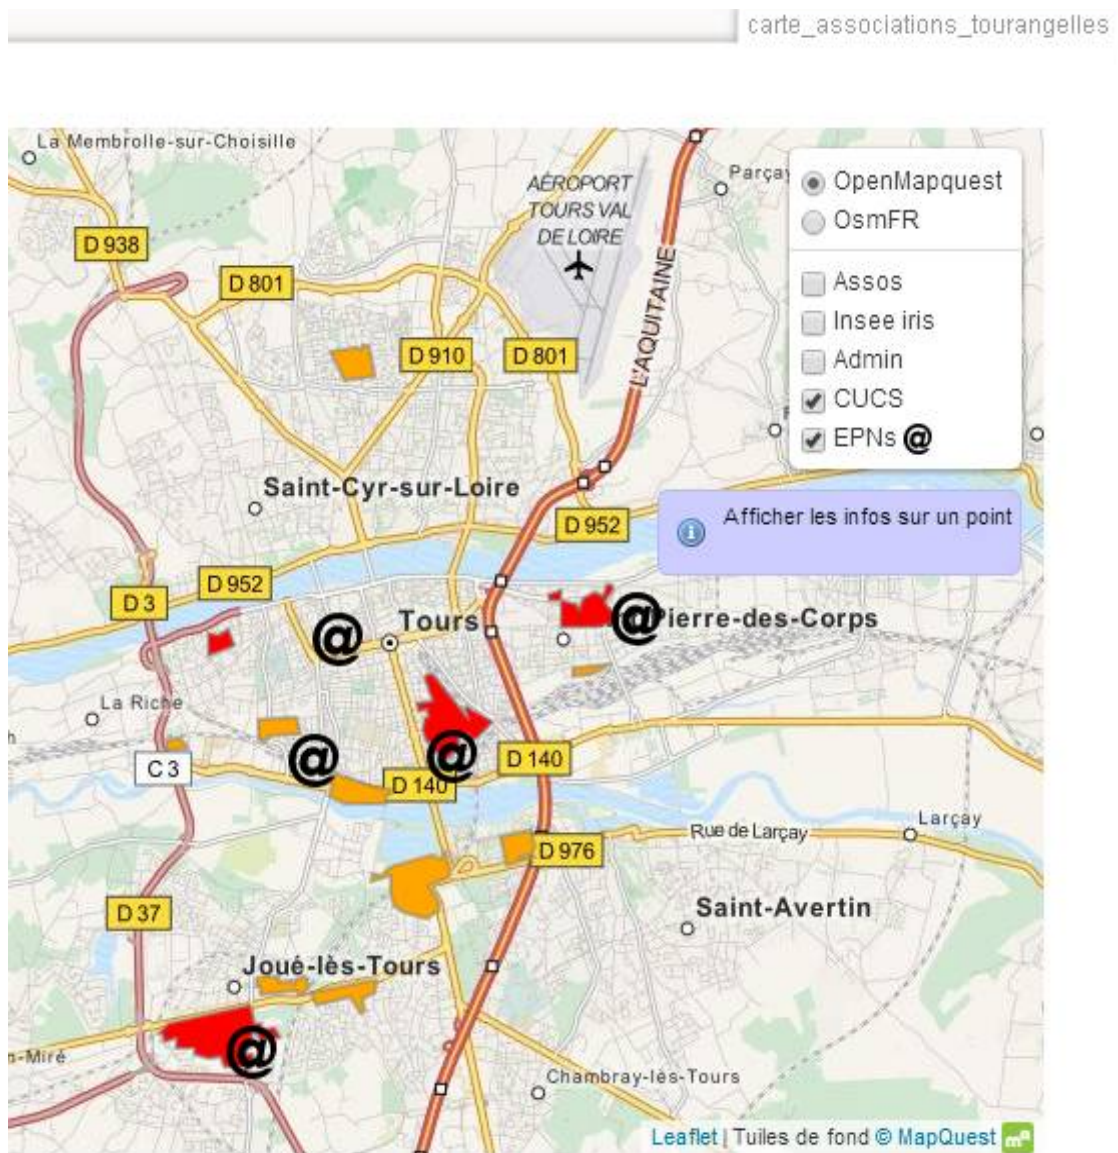 carte_associations_tourangelles
La Membrolle-sur-Choisille
AÉROPORT
TOURS VAL
DE LOIRE
Parçay
OpenMapquest
OsmFR
D 938
D 801
D 910
D 801
L'AQUITAINE
Assos
Insee iris
Admin
CUCS
EPNs @
Saint-Cyr-sur-Loire
D 952
Afficher les infos sur un point
D 952
D 3
@
Tours
@
Pierre-des-Corps
La Riche
@
@
C 3
D 140
D 140
Rue de Larçay
Larçay
D 976
D 37
Saint-Avertin
Joué-lès-Tours
@
n-Miré
Chambray-lès-Tours
Leaflet | Tuiles de fond © MapQuest